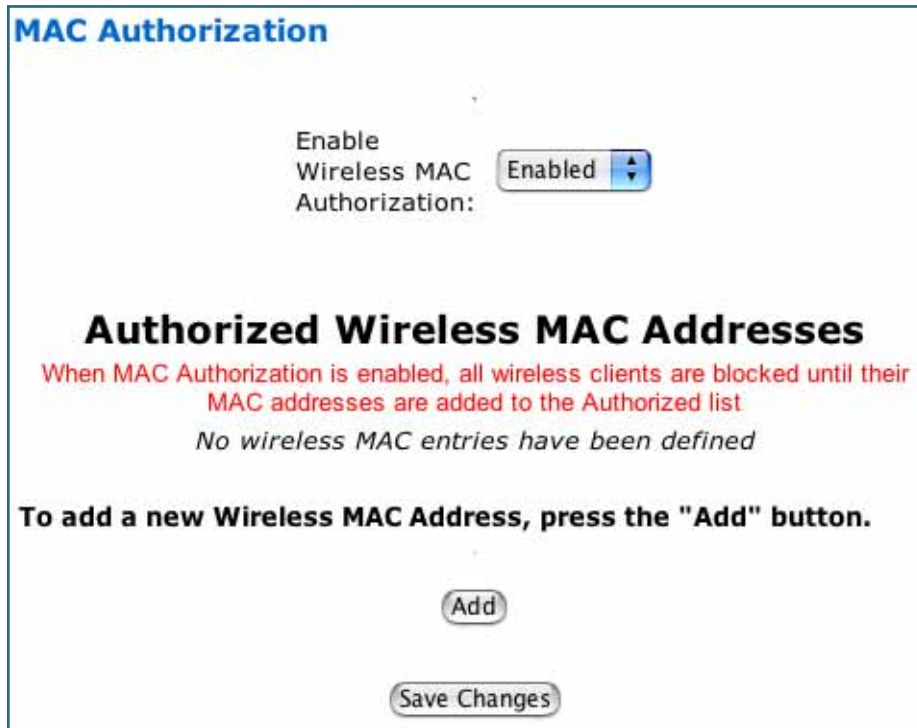 MAC Authorization
Enable
Wireless MAC
Authorization:
Enabled
Authorized Wireless MAC Addresses
When MAC Authorization is enabled, all wireless clients are blocked until their
MAC addresses are added to the Authorized list
No wireless MAC entries have been defined
To add a new Wireless MAC Address, press the "Add" button.
Add
Save Changes